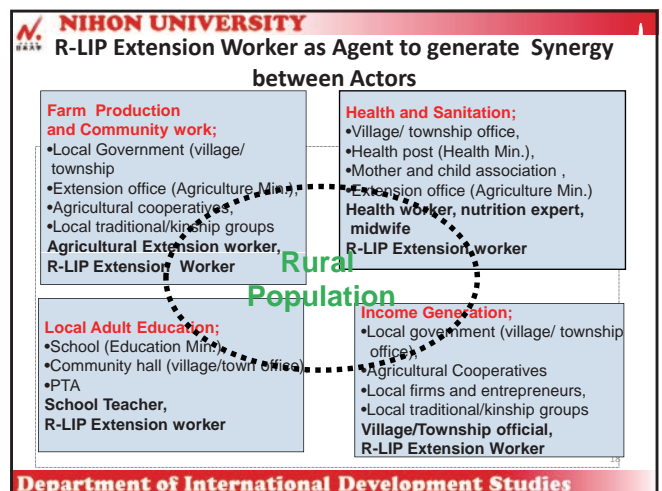 NIHON UNIVERSITY
日本大学
R-LIP Extension Worker as Agent to generate Synergy
between Actors
Farm Production
and Community work;
•Local Government (village/
township
•Extension office (Agriculture Min.),
•Agricultural cooperatives,
•Local traditional/kinship groups
Agricultural Extension worker,
R-LIP Extension Worker
Health and Sanitation;
•Village/ township office,
•Health post (Health Min.),
•Mother and child association ,
•Extension office (Agriculture Min.)
Health worker, nutrition expert,
midwife
R-LIP Extension worker
Rural
Population
Local Adult Education;
•School (Education Min.)
•Community hall (village/town office)
•PTA
School Teacher,
R-LIP Extension worker
Income Generation;
•Local government (village/ township
office),
•Agricultural Cooperatives
•Local firms and entrepreneurs,
•Local traditional/kinship groups
Village/Township official,
R-LIP Extension Worker
18
Department of International Development Studies